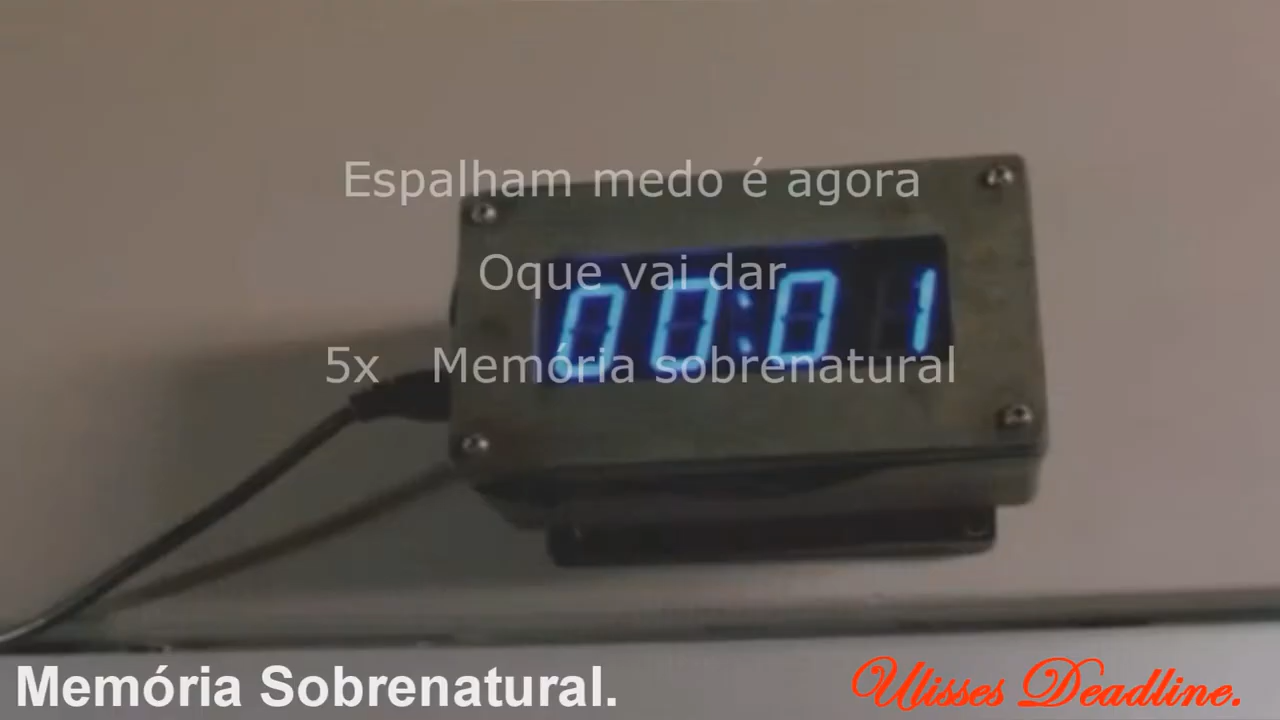 Espalham medo é agora
Oque vai dar
00:01
5x Memória sobrenatural
Memória Sobrenatural.
Ulisses Deadline.